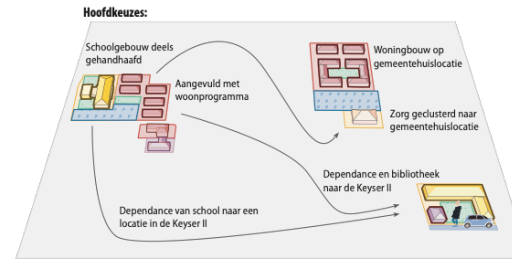 Hoofdkeuzes:
Schoolgebouw deels
gehandhaafd
Aangevuld met
woonprogramma
Woningbouw op
gemeentehuislocatie
Zorg geclusterd naar
gemeentehuislocatie
Dependance en bibliotheek
naar de Keyser II
Dependance van school naar een
locatie in de Keyser II